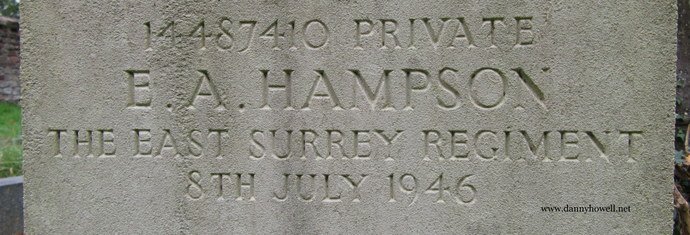 14487410 PRIVATE
E. A. HAMPSON
THE EAST SURREY REGIMENT
8TH JULY 1946
www.dannyhowell.net